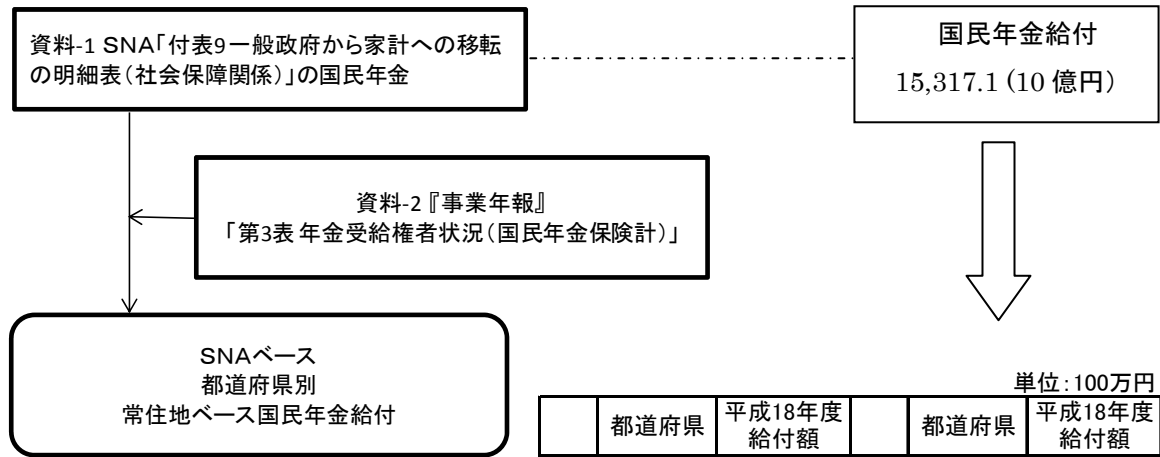 資料-1 SNA「付表9一般政府から家計への移転
の明細表(社会保障関係)」の国民年金
国民年金給付
15,317.1 (10 億円)
資料-2『事業年報』
「第3表 年金受給権者状況(国民年金保険計)」
SNAベース
都道府県別
常住地ベース国民年金給付
単位:100万円
都道府県 平成18年度 都道府県 平成18年度
給付額 給付額